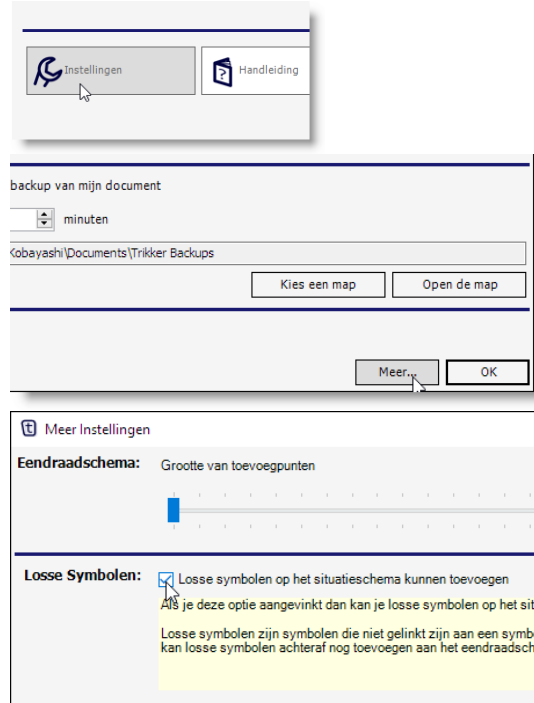 Instellingen
Handleiding
backup van mijn document
minuten
Kobayashi\Documents\Trikker Backups
Kies een map
Open de map
Meer...
OK
Meer Instellingen
Eendraadschema:
Grootte van toevoegpunten
Losse Symbolen:
Losse symbolen op het situatieschema kunnen toevoegen
Als je deze optie aangevinkt dan kan je losse symbolen op het sit
Losse symbolen zijn symbolen die niet gelinkt zijn aan een symbo
kan losse symbolen achteraf nog toevoegen aan het eendraadsch